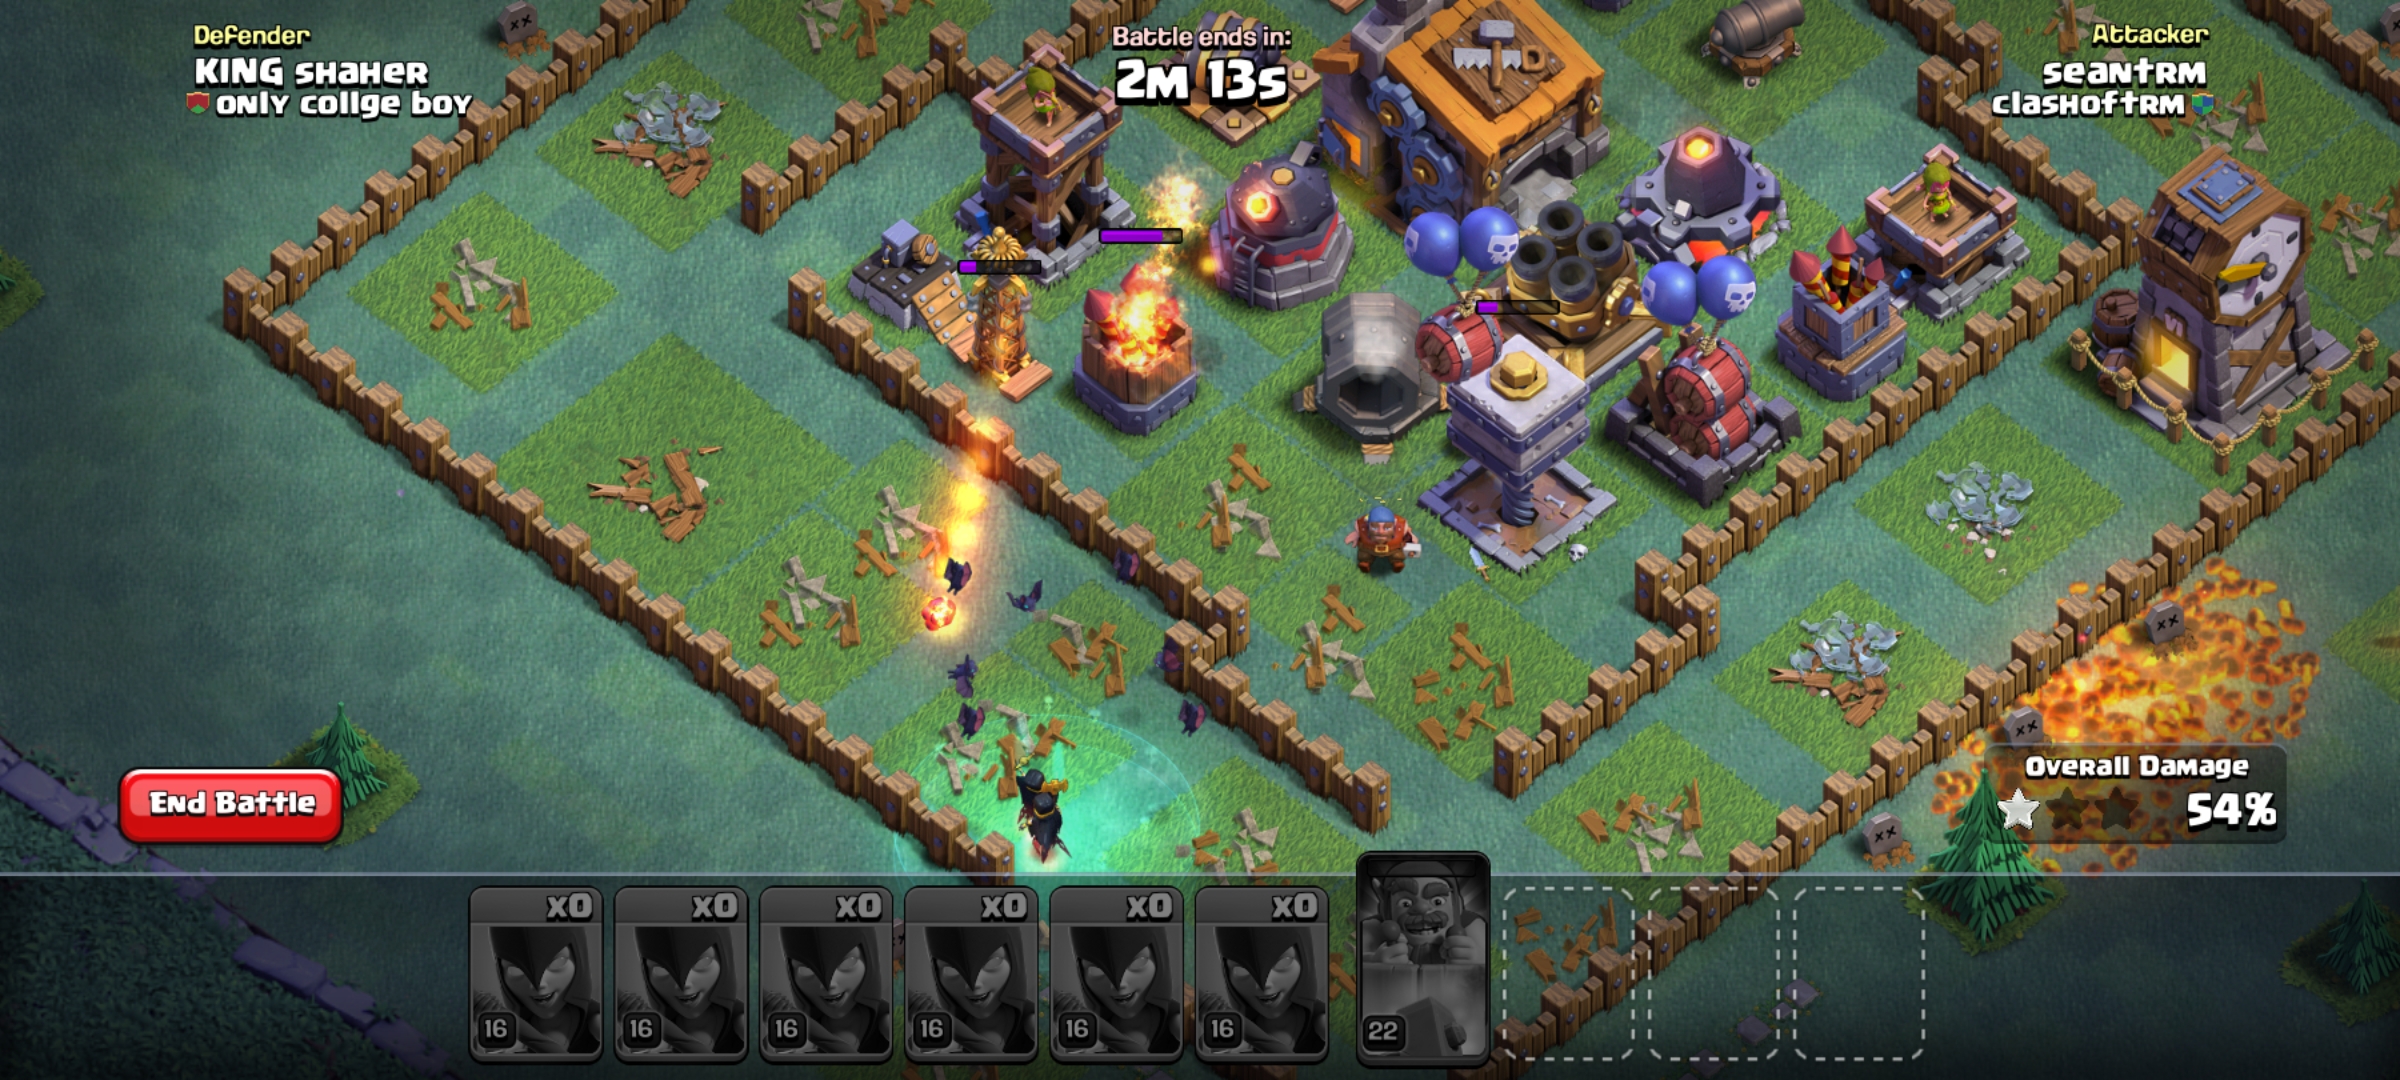 Defender
KING SHAHER
ONLY COLLGE BOY
Battle ends in:
2M 13s
Attacker
SEANTRM
CLASHOFTRM
End Battle
Overall Damage
54%
x0
x0
x0
x0
x0
x0
16
16
16
16
16
16
22